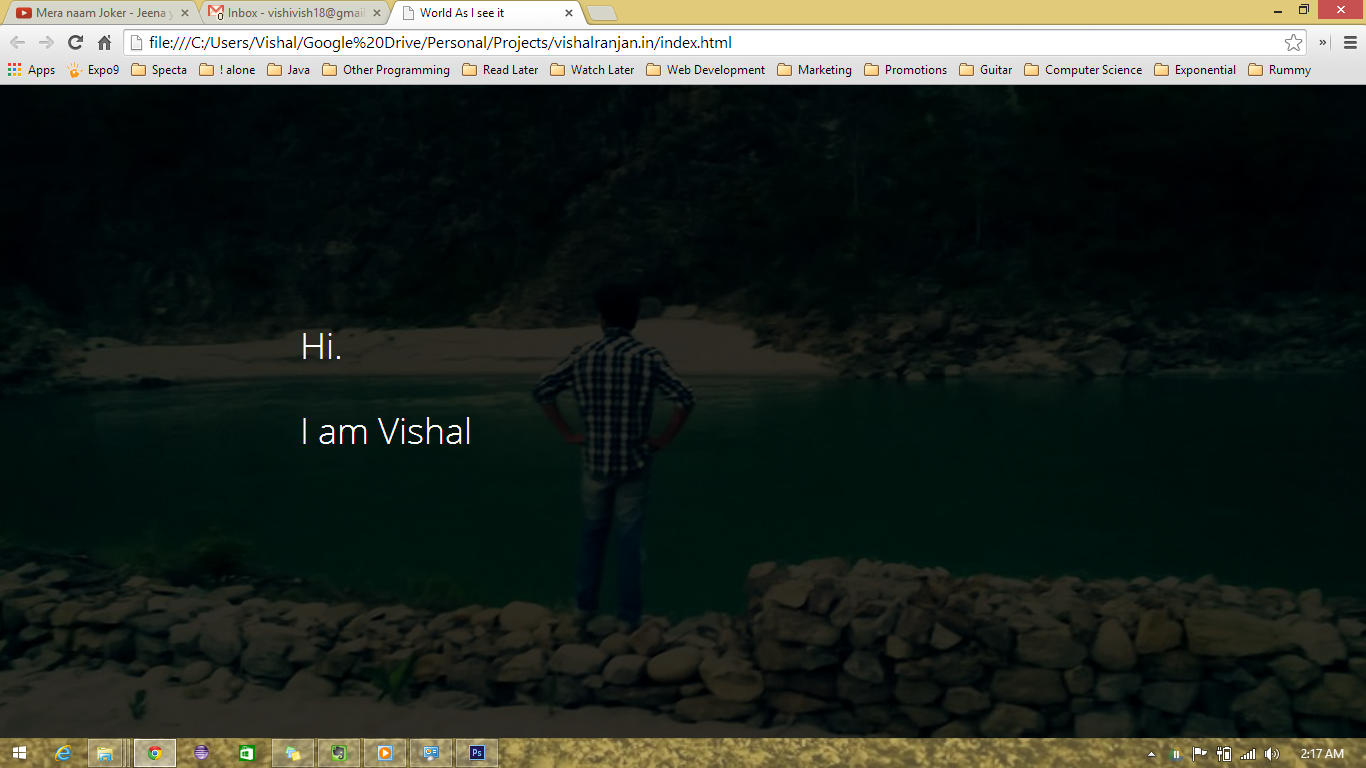 Mera naam Joker - Jeena y
Inbox - vishivish18@gmail
World As I see it
file:///C:/Users/Vishal/Google%20Drive/Personal/Projects/vishalranjan.in/index.html
Apps Expo9 Specta ! alone Java Other Programming Read Later Watch Later Web Development Marketing Promotions Guitar Computer Science Exponential Rummy
Hi.
I am Vishal
Ps
2:17 AM